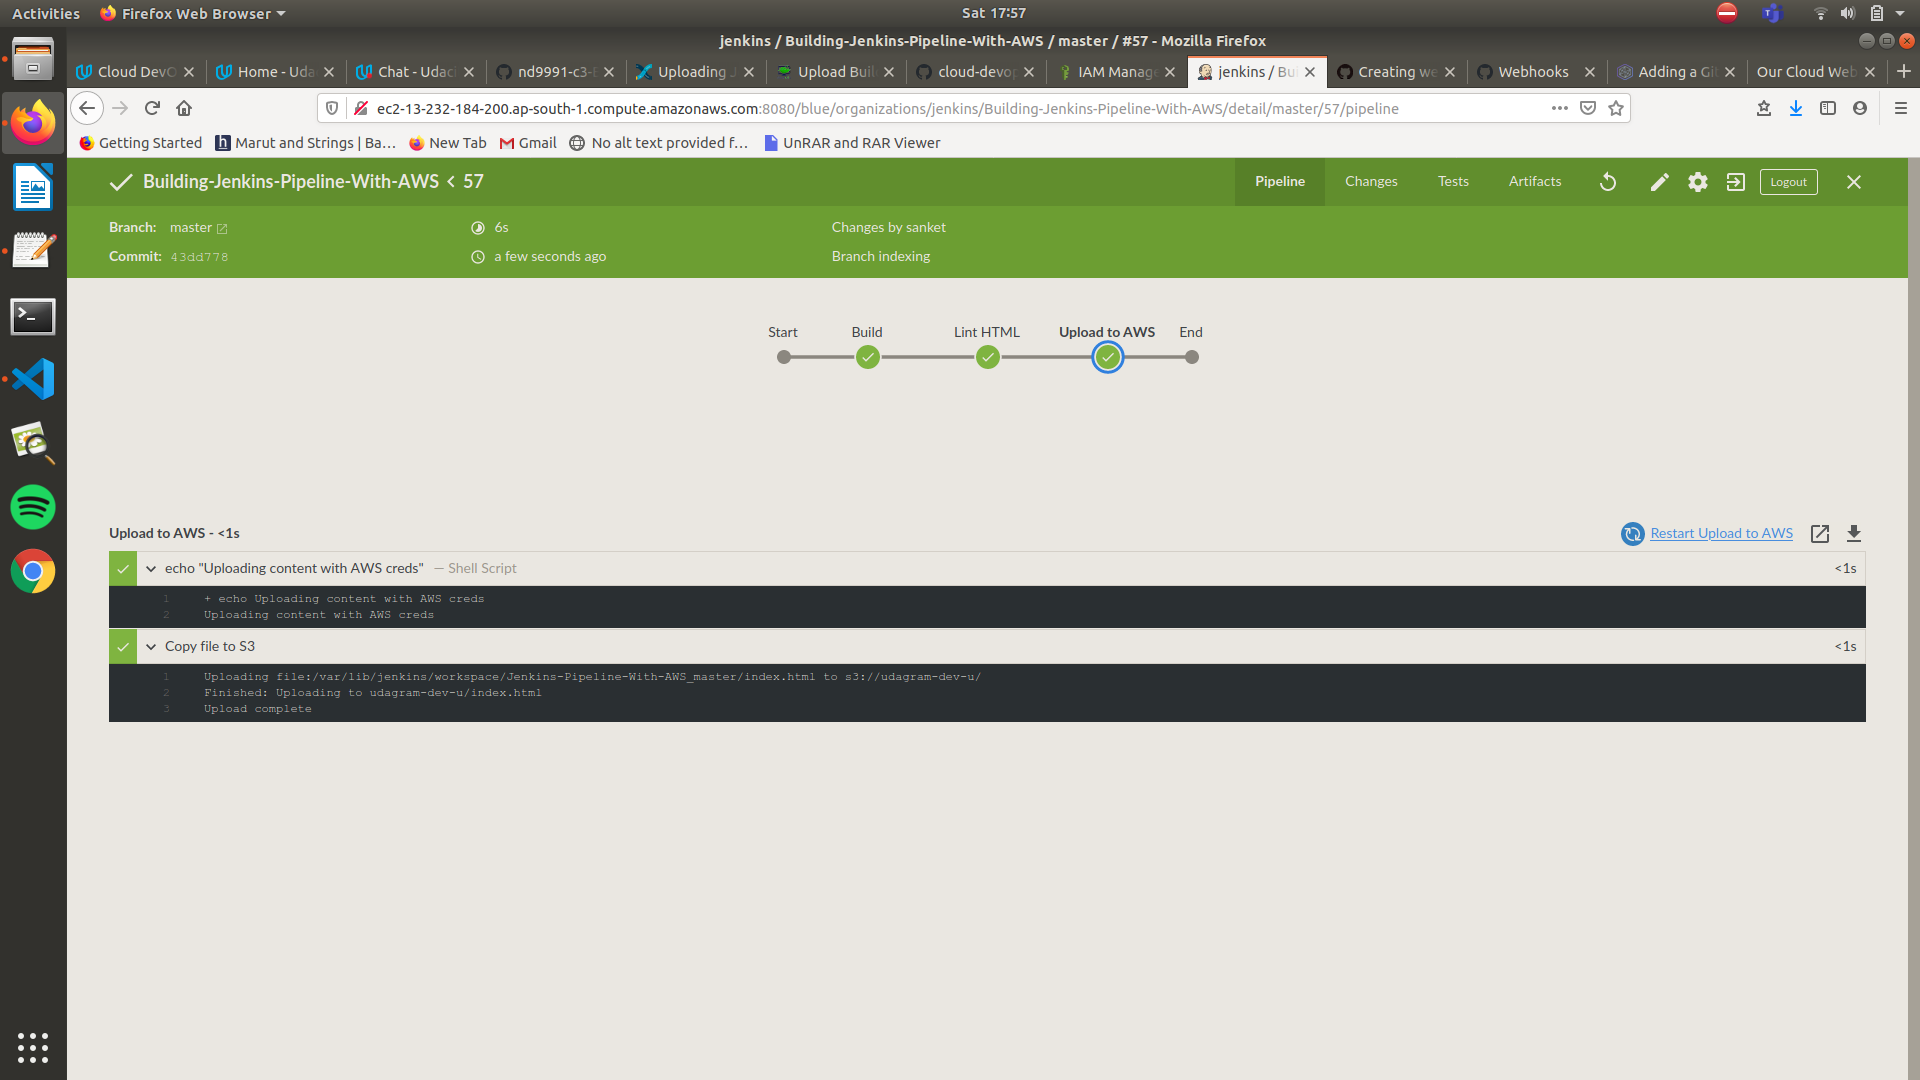 Activities Firefox Web Browser Sat 17:57
jenkins / Building-Jenkins-Pipeline-With-AWS / master / #57 - Mozilla Firefox
Cloud DevO Home - Uda Chat - Udaci nd9991-c3- Uploading J Upload Buil cloud-devop IAM Manage jenkins / Bu Creating we Webhooks Adding a Git Our Cloud Web
ec2-13-232-184-200.ap-south-1.compute.amazonaws.com:8080/blue/organizations/jenkins/Building-Jenkins-Pipeline-With-AWS/detail/master/57/pipeline
Getting Started Marut and Strings | Ba… New Tab Gmail No alt text provided f… UnRAR and RAR Viewer
Building-Jenkins-Pipeline-With-AWS < 57 Pipeline Changes Tests Artifacts Logout
Branch: master 6s Changes by sanket
Commit: 43dd778 a few seconds ago Branch indexing
Start Build Lint HTML Upload to AWS End
Upload to AWS - <1s Restart Upload to AWS
echo "Uploading content with AWS creds" — Shell Script <1s
1 + echo Uploading content with AWS creds
2 Uploading content with AWS creds
Copy file to S3 <1s
1 Uploading file:/var/lib/jenkins/workspace/Jenkins-Pipeline-With-AWS_master/index.html to s3://udagram-dev-u/
2 Finished: Uploading to udagram-dev-u/index.html
3 Upload complete